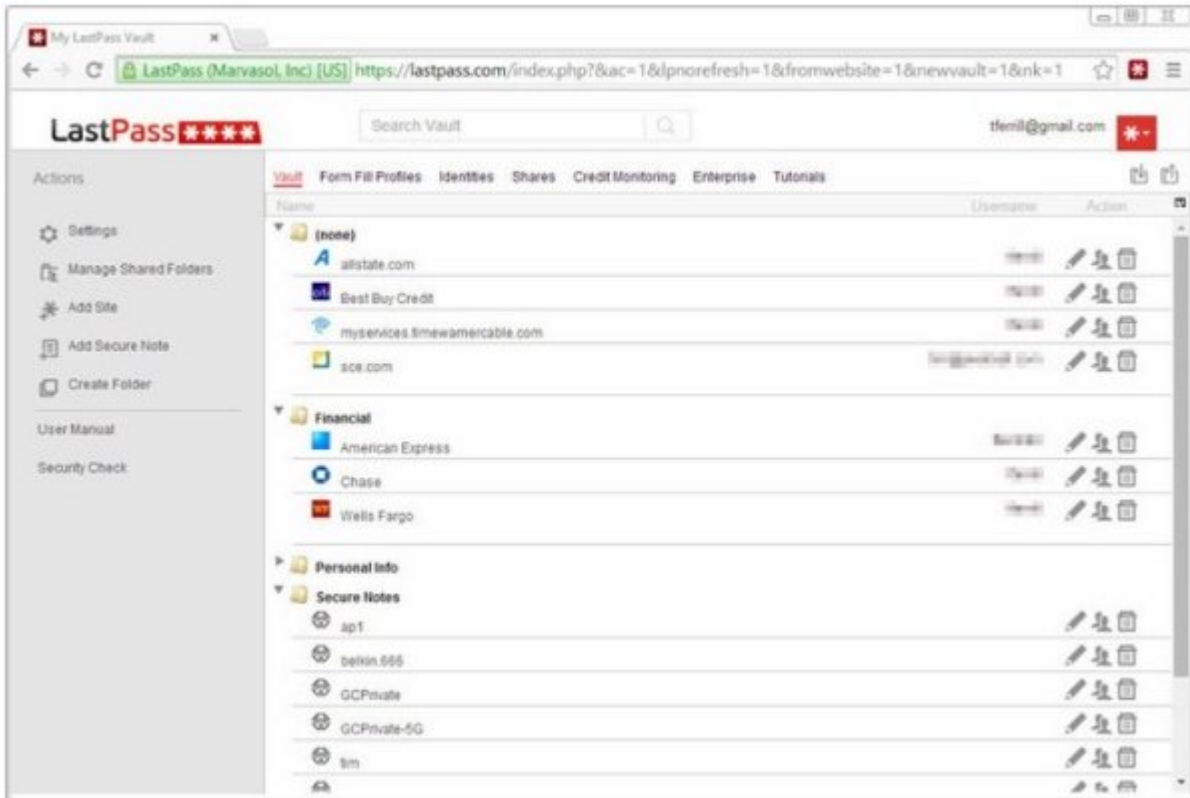 My LastPass Vault
LastPass (Marvasol, Inc) [US] https://lastpass.com/index.php?&ac=1&lpnorefresh=1&fromwebsite=1&newvault=1&nk=1
LastPass ****
Search Vault
tferrill@gmail.com
Actions
Settings
Manage Shared Folders
Add Site
Add Secure Note
Create Folder
User Manual
Security Check
Vault Form Fill Profiles Identities Shares Credit Monitoring Enterprise Tutorials
Name Username Action
(none)
allstate.com
Best Buy Credit
myservices.timewarnercable.com
sce.com
Financial
American Express
Chase
Wells Fargo
Personal Info
Secure Notes
ap1
belkin.666
GCPrivate
GCPrivate-5G
tim